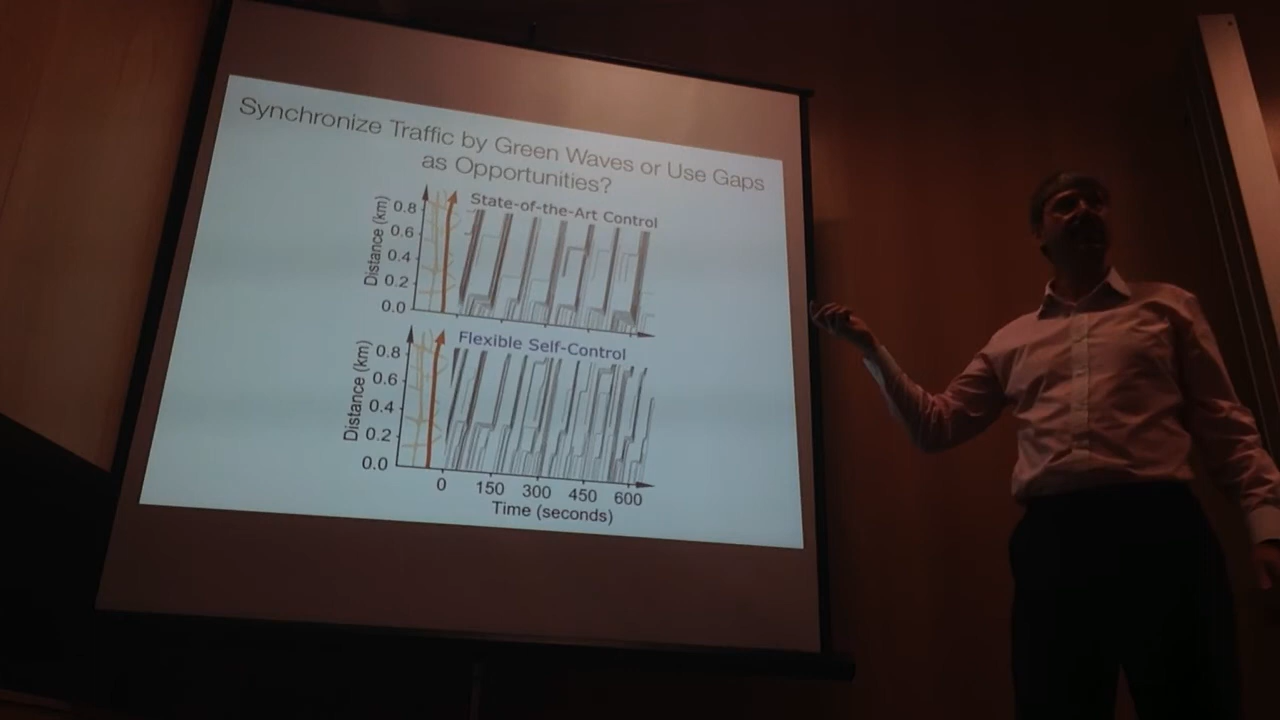 Synchronize Traffic by Green Waves or Use Gaps
as Opportunities?
State-of-the-Art Control
Distance (km)
0.8
0.6
0.4
0.2
0.0
Flexible Self-Control
Distance (km)
0.8
0.6
0.4
0.2
0.0
0 150 300 450 600
Time (seconds)